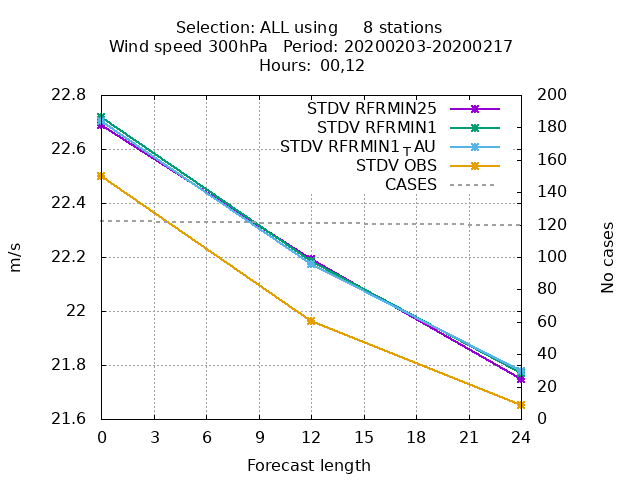 Selection: ALL using     8 stations
Wind speed 300hPa   Period: 20200203-20200217
Hours:  00,12
22.8
22.6
22.4
22.2
22
21.8
21.6
200
180
160
140
120
100
80
60
40
20
0
STDV RFRMIN25
STDV RFRMIN1
STDV RFRMIN1_TAU
STDV OBS
CASES
m/s
No cases
0 3 6 9 12 15 18 21 24
Forecast length